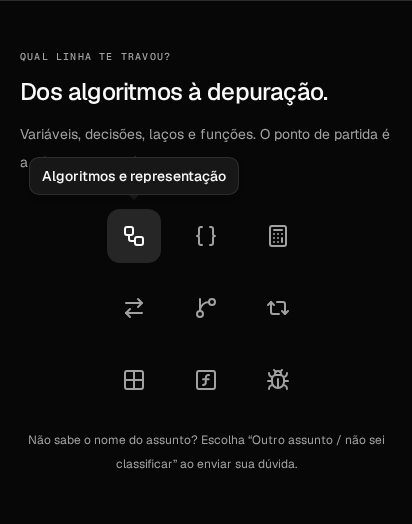 QUAL LINHA TE TRAVOU?
Dos algoritmos à depuração.
Variáveis, decisões, laços e funções. O ponto de partida é
a
Algoritmos e representação
Não sabe o nome do assunto? Escolha “Outro assunto / não sei
classificar” ao enviar sua dúvida.